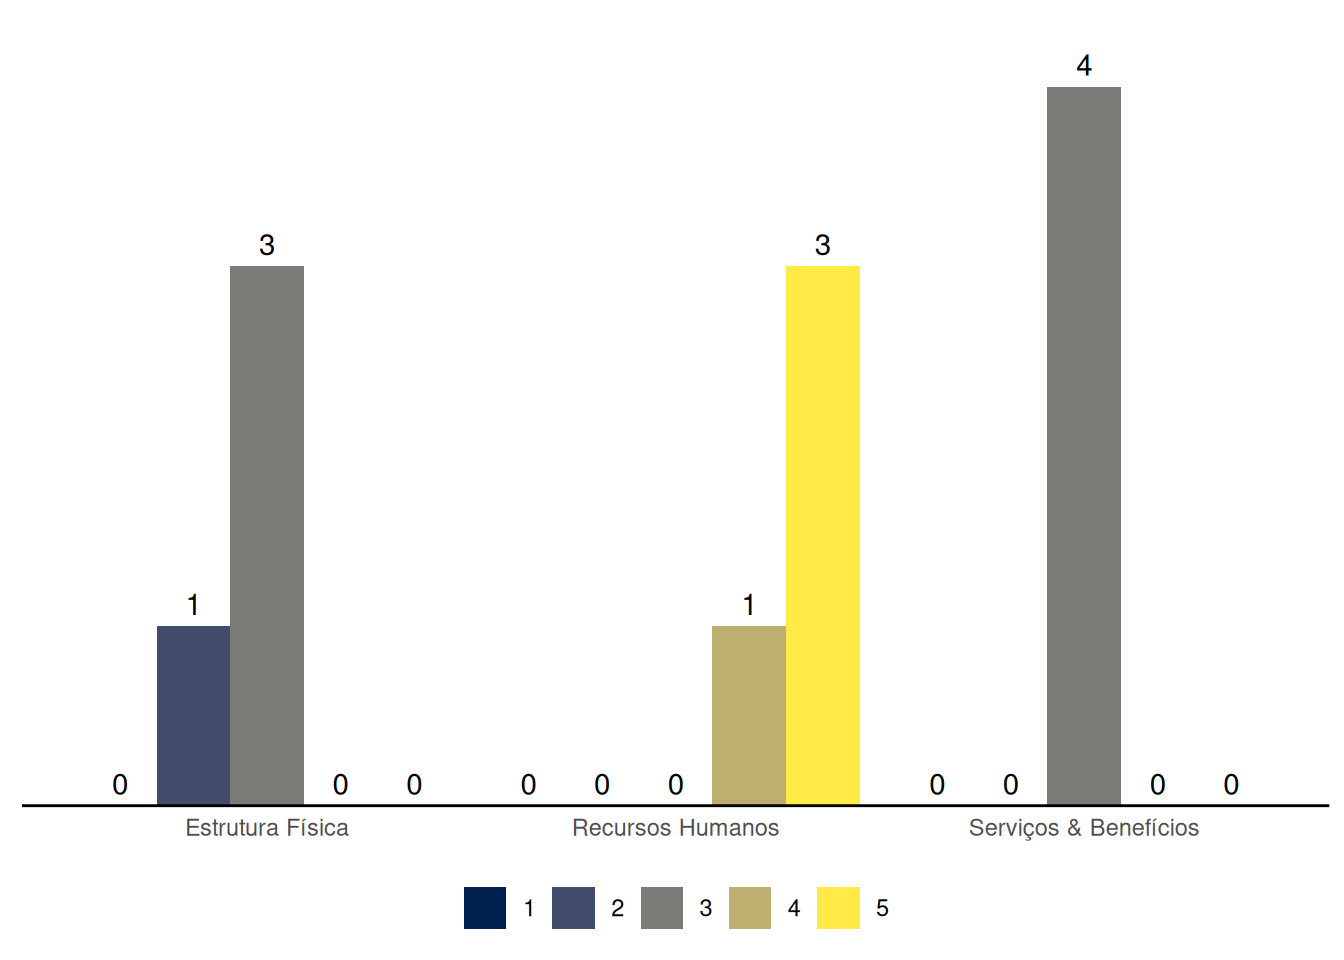 4
3 3
1 1
0 0 0 0 0 0 0 0 0 0
Estrutura Física Recursos Humanos Serviços & Benefícios
1 2 3 4 5